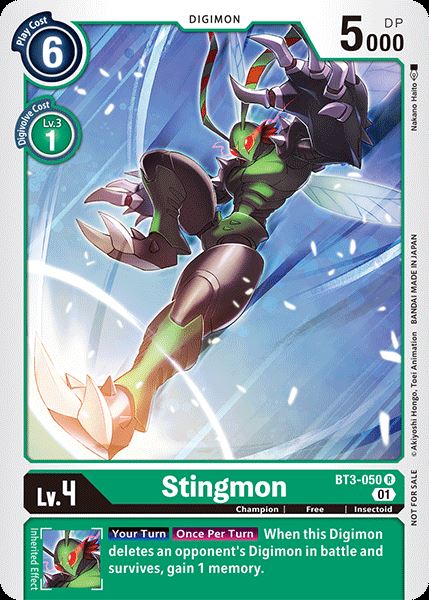 Play Cost
6
DIGIMON
5000
DP
Digivolve Cost
Lv.3
1
Nakano Haito
©Akiyoshi Hongo, Toei Animation BANDAI MADE IN JAPAN
NOT FOR SALE
Lv.4
Stingmon
BT3-050 R
01
Champion | Free | Insectoid
Inherited Effect
Your Turn Once Per Turn When this Digimon
deletes an opponent's Digimon in battle and
survives, gain 1 memory.